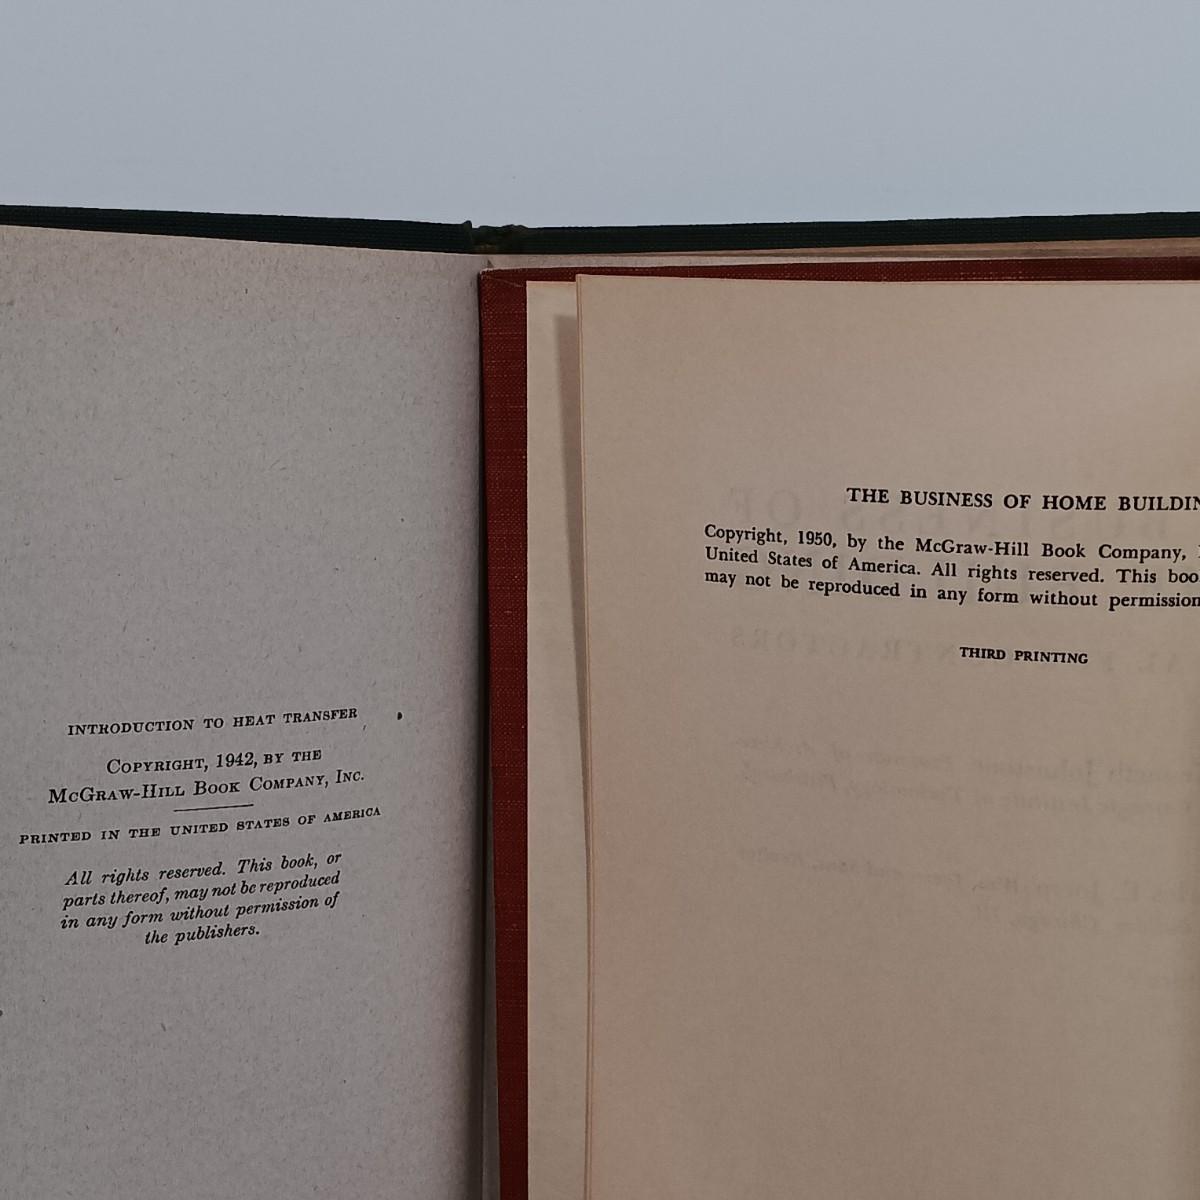 INTRODUCTION TO HEAT TRANSFER
COPYRIGHT, 1942, BY THE
MCGRAW-HILL BOOK COMPANY, INC.
PRINTED IN THE UNITED STATES OF AMERICA
All rights reserved. This book, or
parts thereof, may not be reproduced
in any form without permission of
the publishers.
THE BUSINESS OF HOME BUILDIN
Copyright, 1950, by the McGraw-Hill Book Company,
United States of America. All rights reserved. This boo
may not be reproduced in any form without permission
THIRD PRINTING